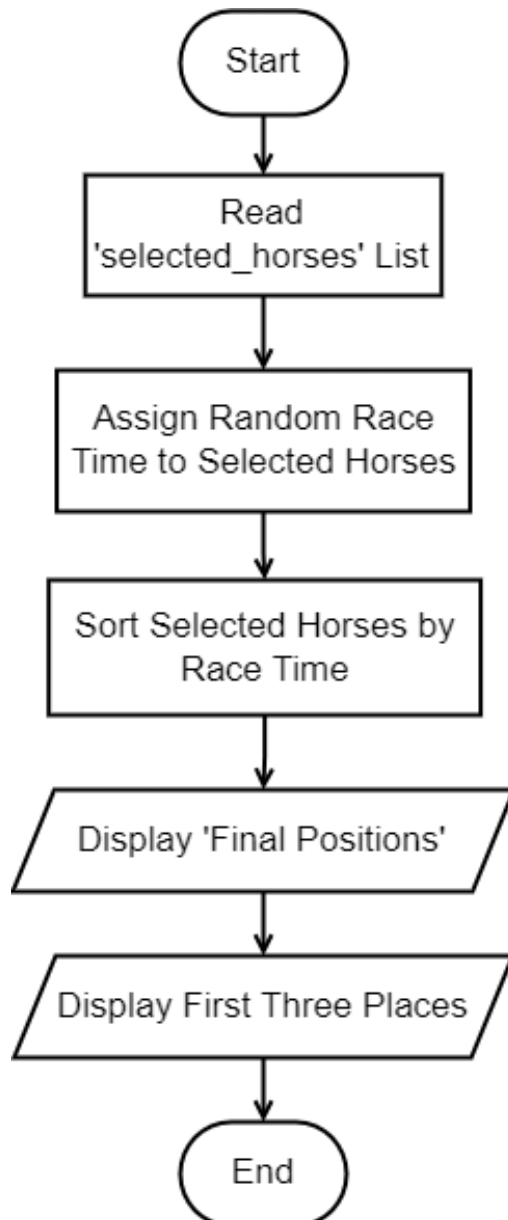 Start
Read
'selected_horses' List
Assign Random Race
Time to Selected Horses
Sort Selected Horses by
Race Time
Display 'Final Positions'
Display First Three Places
End